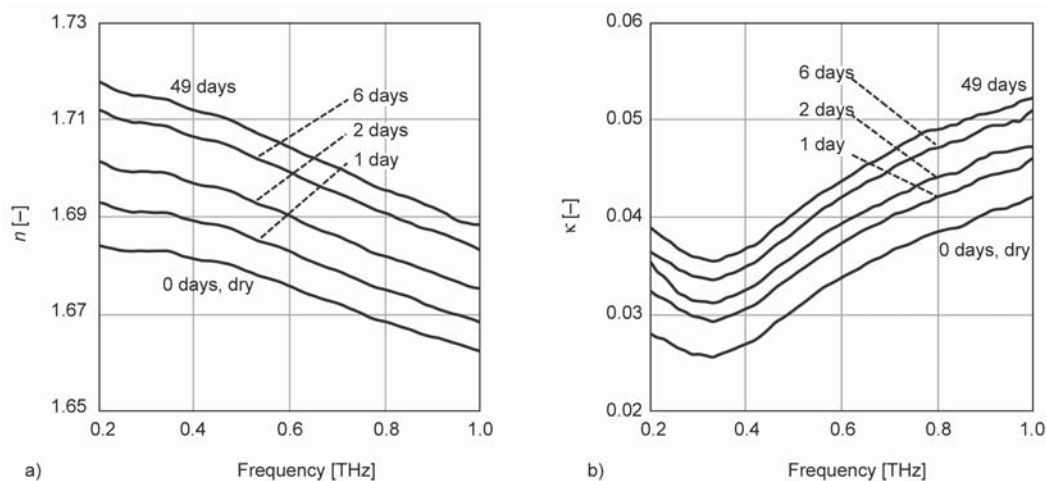 1.73
1.71
1.69
1.67
1.65
n [–]
49 days
6 days
2 days
1 day
0 days, dry
0.2 0.4 0.6 0.8 1.0
a) Frequency [THz]
0.06
0.05
0.04
0.03
0.02
κ [–]
6 days
49 days
2 days
1 day
0 days, dry
0.2 0.4 0.6 0.8 1.0
b) Frequency [THz]